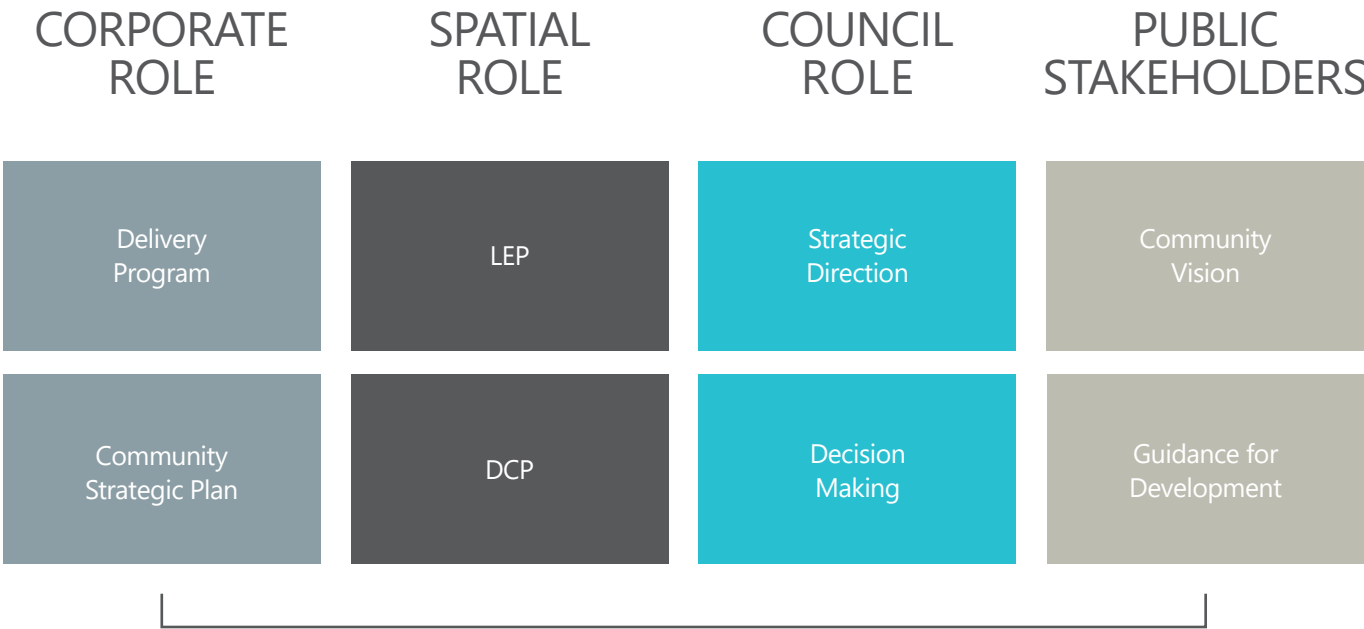 CORPORATE
ROLE
SPATIAL
ROLE
COUNCIL
ROLE
PUBLIC
STAKEHOLDERS
Delivery
Program
LEP
Strategic
Direction
Community
Vision
Community
Strategic Plan
DCP
Decision
Making
Guidance for
Development